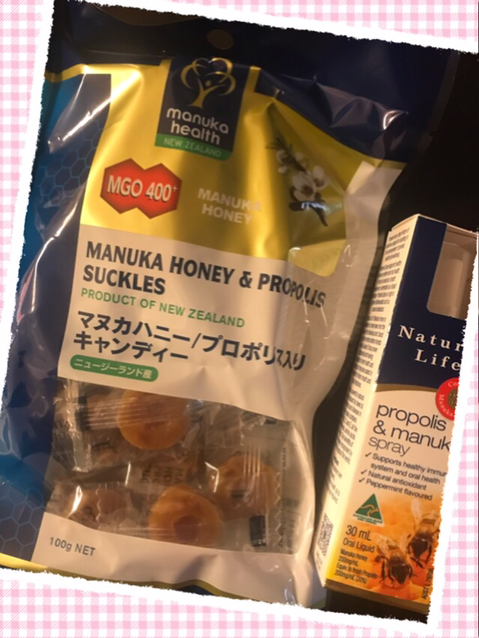 manuka
health
NEW ZEALAND
MGO 400+
MANUKA
HONEY
MANUKA HONEY & PROPOLIS
SUCKLES
PRODUCT OF NEW ZEALAND
マヌカハニー/プロポリス入り
キャンディー
ニュージーランド産
100g NET
Natur
Life
propolis
& manuk
spray
✓ Supports healthy immu
system and oral health
✓ Natural antioxidant
✓ Peppermint flavoured
30 mL
Oral Liquid
Manuka honey